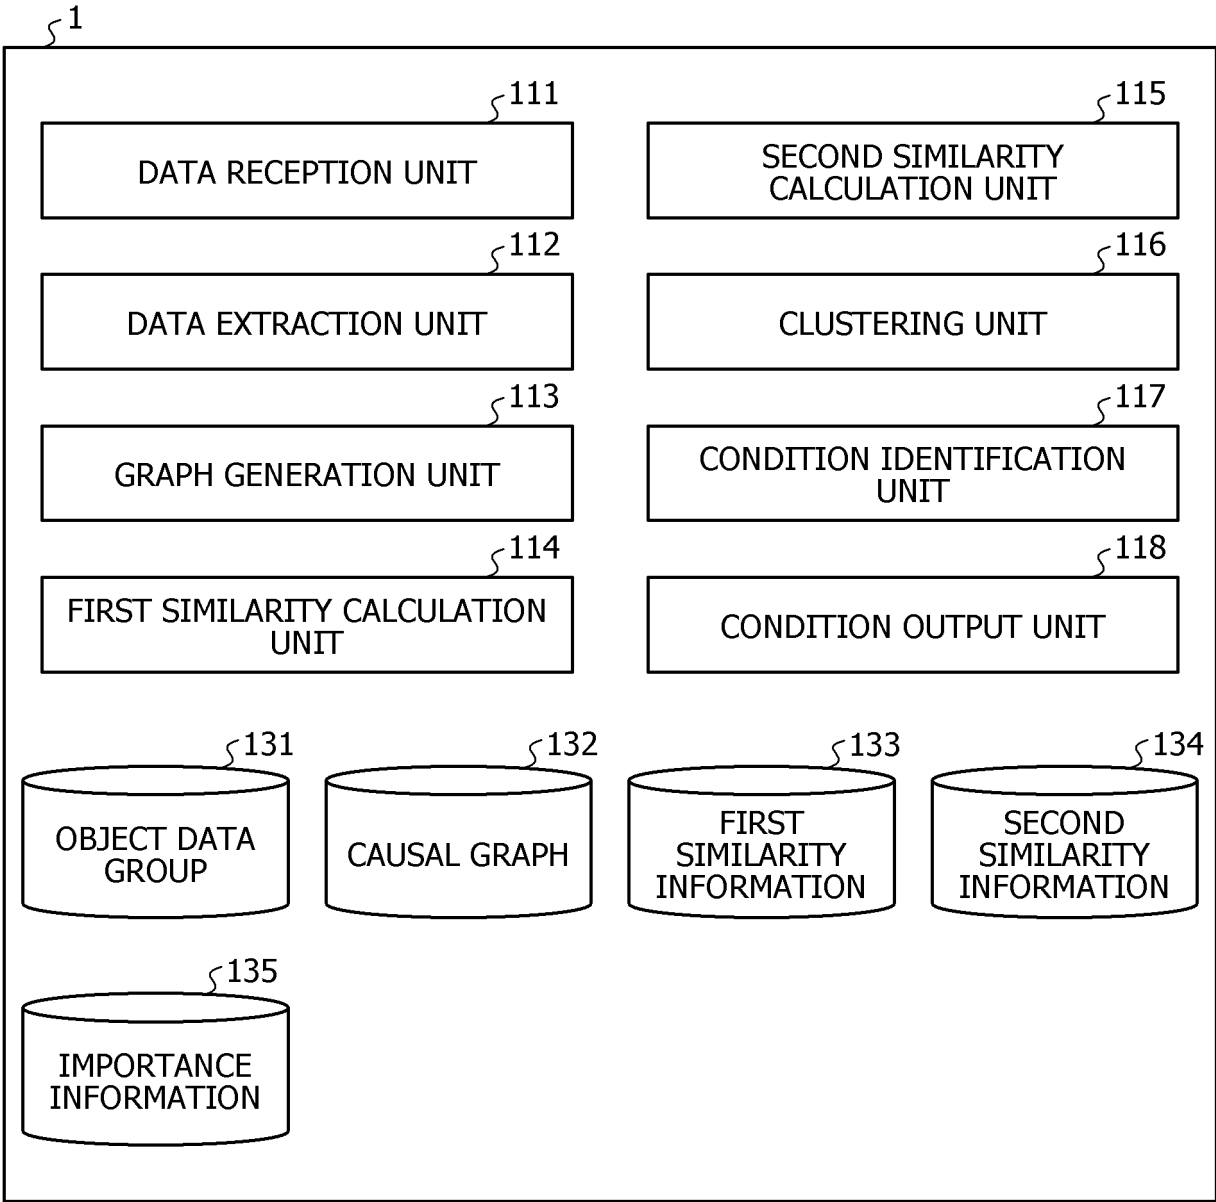 1
111
DATA RECEPTION UNIT
115
SECOND SIMILARITY
CALCULATION UNIT
112
DATA EXTRACTION UNIT
116
CLUSTERING UNIT
113
GRAPH GENERATION UNIT
117
CONDITION IDENTIFICATION
UNIT
114
FIRST SIMILARITY CALCULATION
UNIT
118
CONDITION OUTPUT UNIT
131
OBJECT DATA
GROUP
132
CAUSAL GRAPH
133
FIRST
SIMILARITY
INFORMATION
134
SECOND
SIMILARITY
INFORMATION
135
IMPORTANCE
INFORMATION